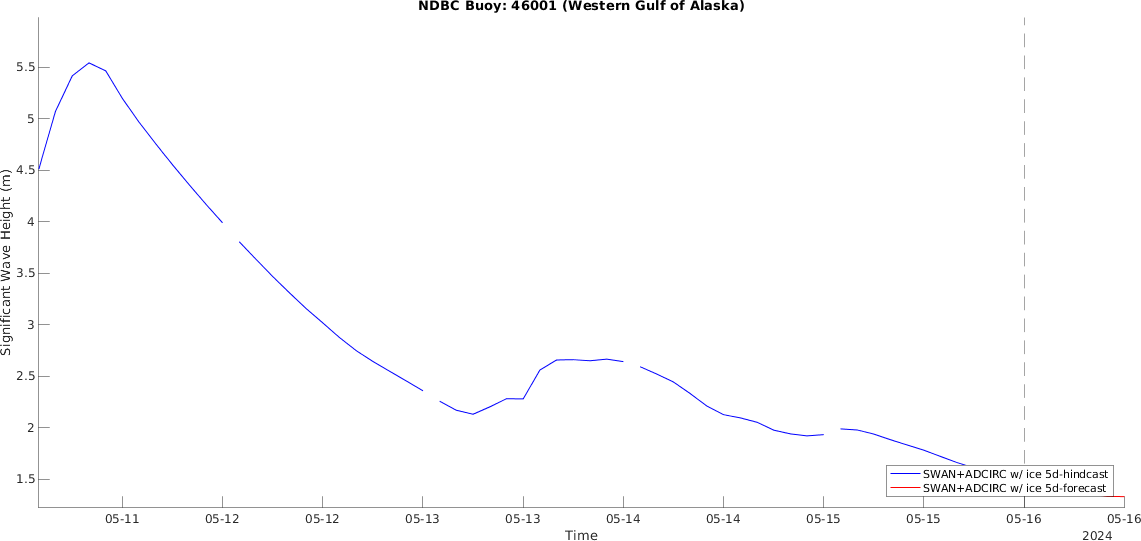 NDBC Buoy: 46001 (Western Gulf of Alaska)
Significant Wave Height (m)
5.5
5
4.5
4
3.5
3
2.5
2
1.5
SWAN+ADCIRC w/ ice 5d-hindcast
SWAN+ADCIRC w/ ice 5d-forecast
05-11 05-12 05-12 05-13 05-13 05-14 05-14 05-15 05-15 05-16 05-16
Time
2024